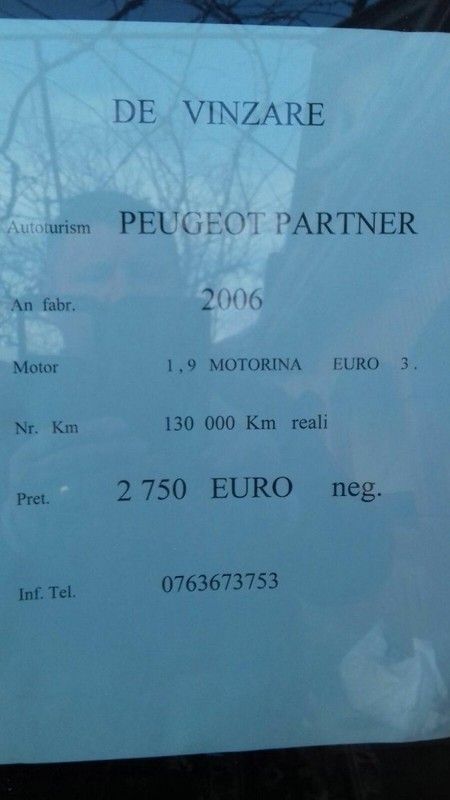 DE VINZARE
Autoturism PEUGEOT PARTNER
An fabr. 2006
Motor 1,9 MOTORINA EURO 3.
Nr. Km 130 000 Km reali
Pret. 2 750 EURO neg.
Inf. Tel. 0763673753